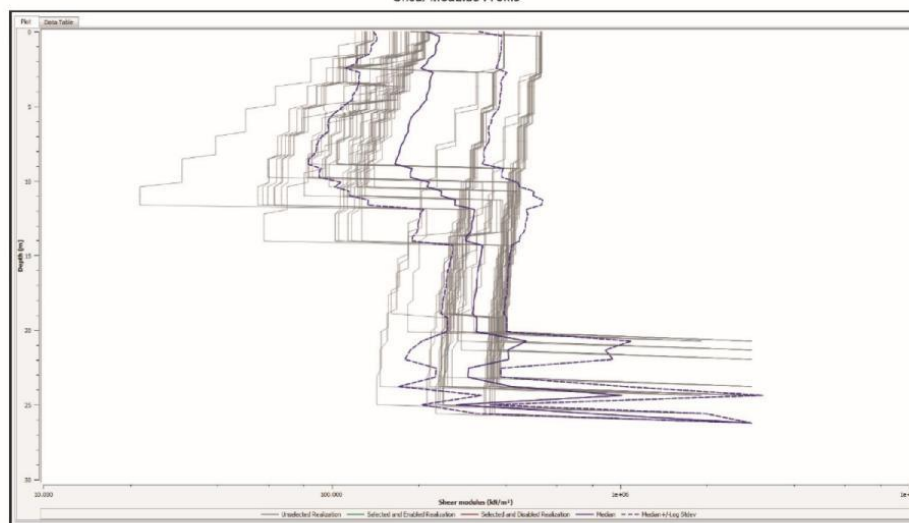 Shear Modulus Profile
Plot Data Table
0
5
10
15
20
25
30
Depth (m)
10.000 100.000 1e+06
Shear modulus (kN/m²)
Unselected Realization Selected and Enabled Realization Selected and Disabled Realization Median Median+/-Log Stdev